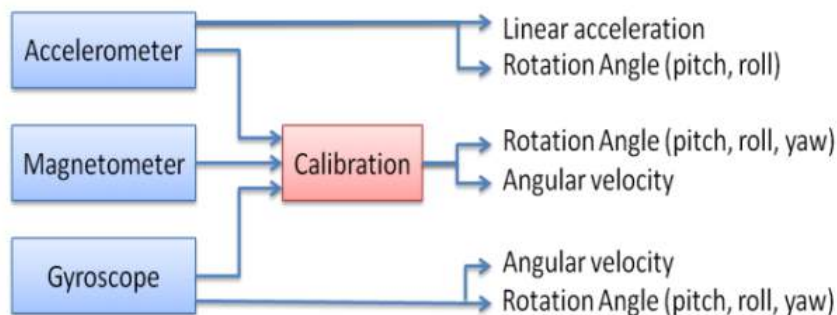 Accelerometer
Linear acceleration
Rotation Angle (pitch, roll)
Magnetometer
Calibration
Rotation Angle (pitch, roll, yaw)
Angular velocity
Gyroscope
Angular velocity
Rotation Angle (pitch, roll, yaw)